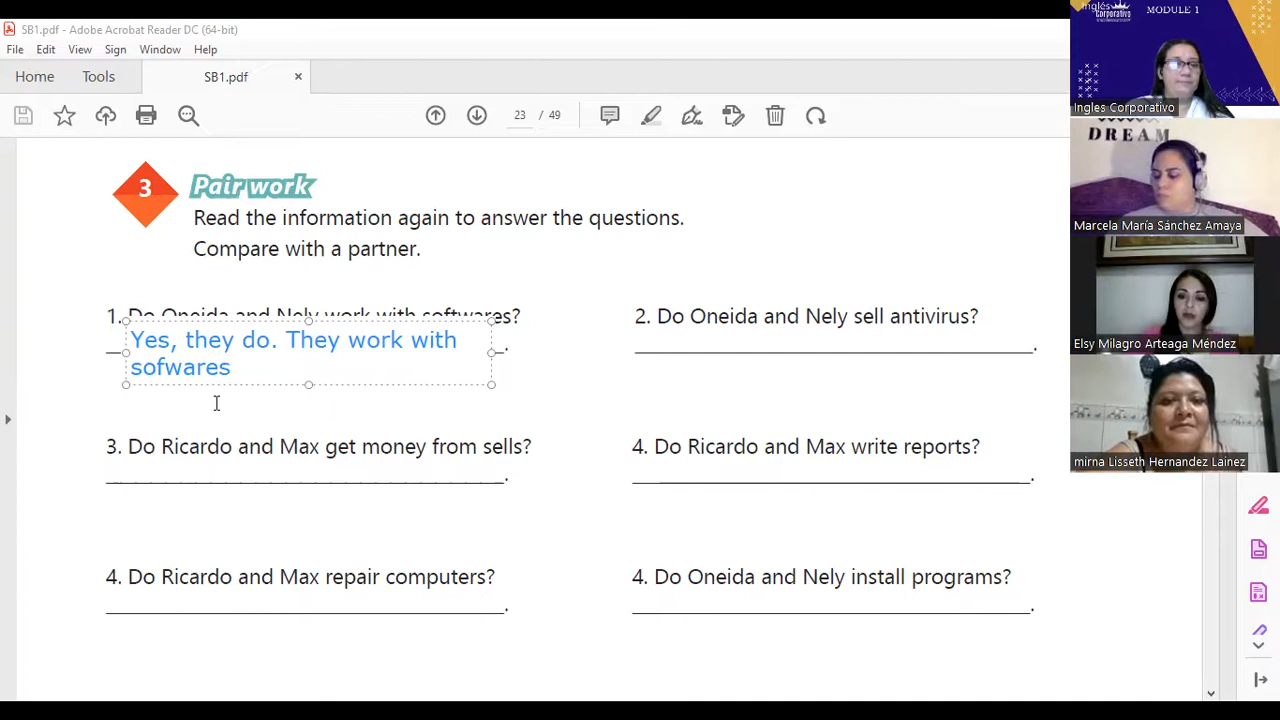 SB1.pdf - Adobe Acrobat Reader DC (64-bit)
File Edit View Sign Window Help
Home Tools SB1.pdf ×
23 / 49
3 Pair work
Read the information again to answer the questions.
Compare with a partner.
1. Do Oneida and Nely work with softwares?
Yes, they do. They work with
sofwares
2. Do Oneida and Nely sell antivirus?
3. Do Ricardo and Max get money from sells?
4. Do Ricardo and Max write reports?
4. Do Ricardo and Max repair computers?
4. Do Oneida and Nely install programs?
Inglés
Corporativo
MODULE 1
Ingles Corporativo
DREAM
Marcela María Sánchez Amaya
Elsy Milagro Arteaga Méndez
mirna Lisseth Hernandez Lainez